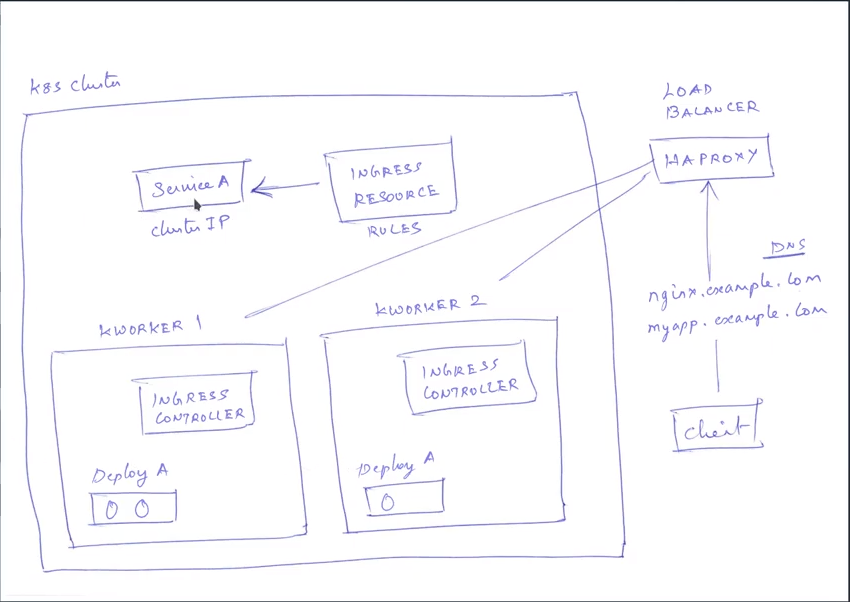 K8s Cluster
LOAD
BALANCER
HAPROXY
Service A
Cluster IP
INGRESS
RESOURCE
RULES
DNS
nginx.example.com
myapp.example.com
Client
KWORKER 1
INGRESS
CONTROLLER
Deploy A
KWORKER 2
INGRESS
CONTROLLER
Deploy A